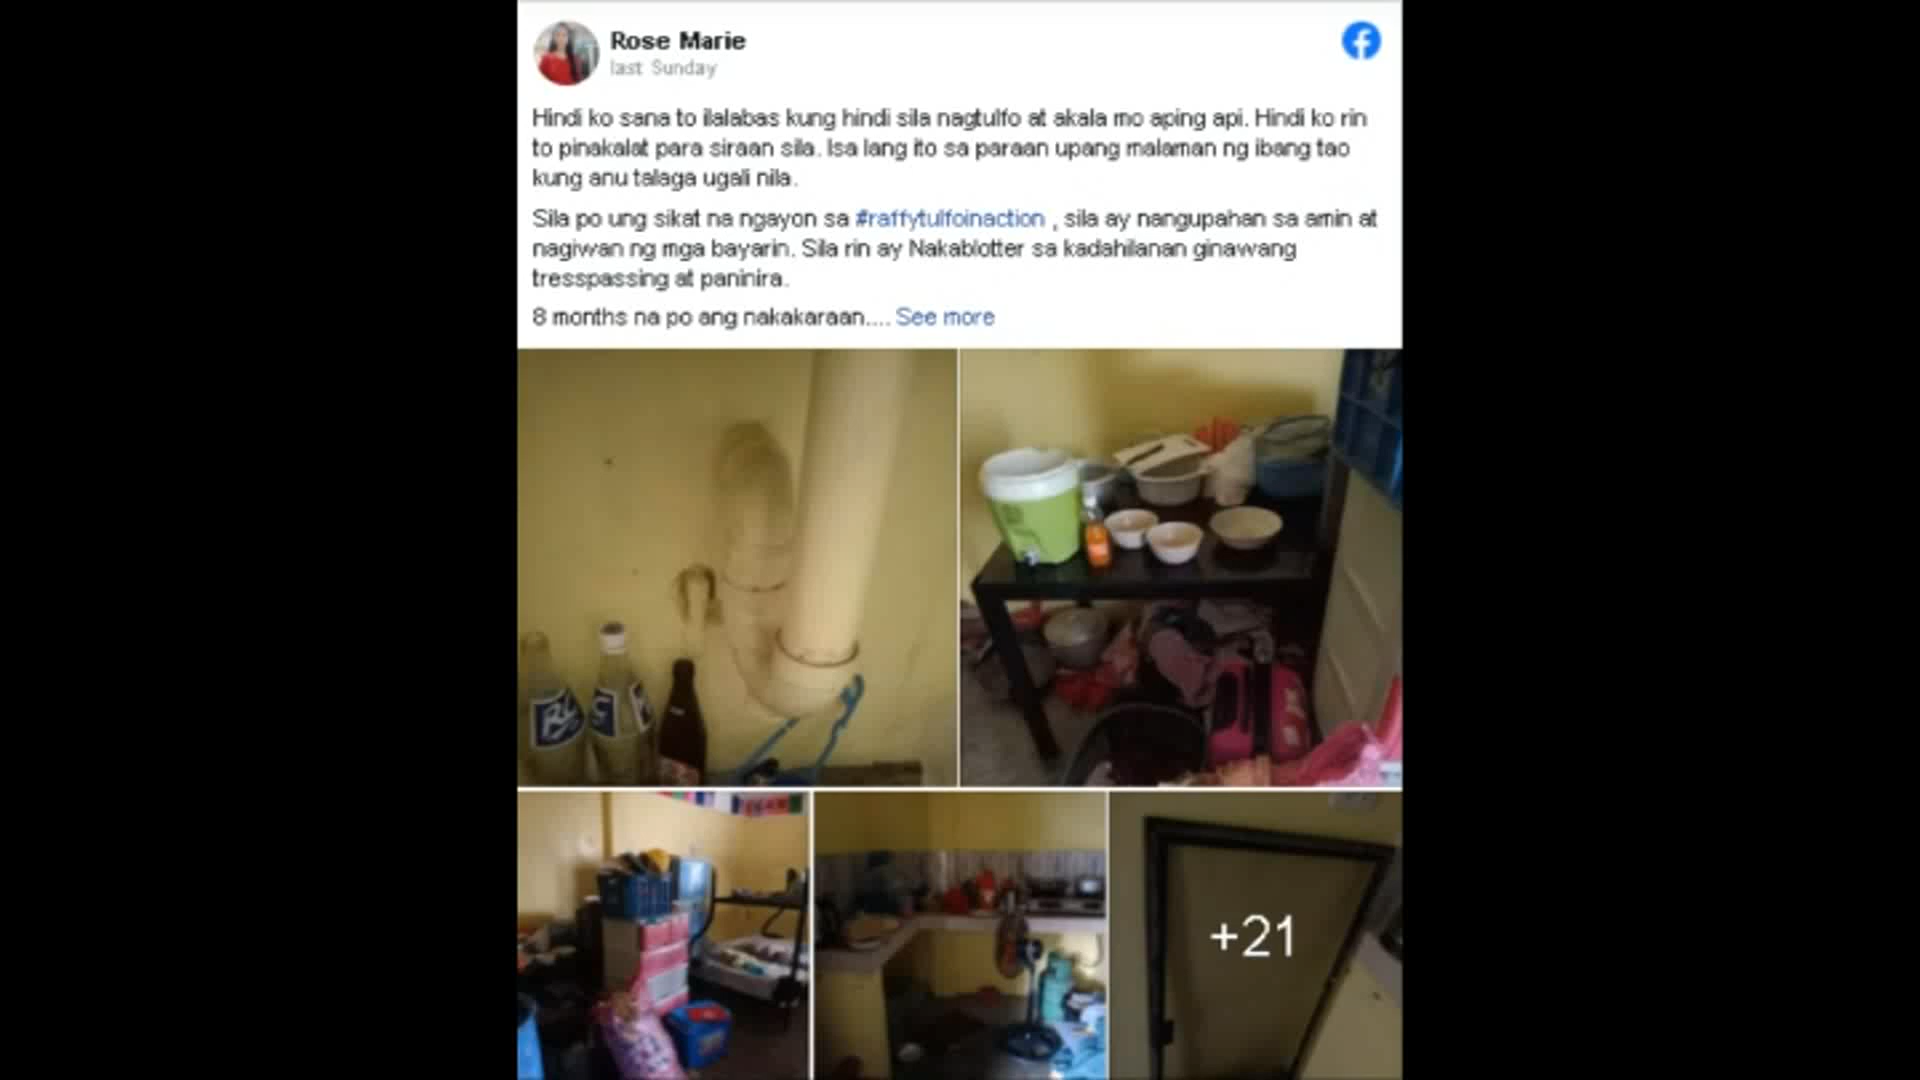 Rose Marie
last Sunday
Hindi ko sana to ilalabas kung hindi sila nagtulfo at akala mo aping api. Hindi ko rin
to pinakalat para siraan sila. Isa lang ito sa paraan upang malaman ng ibang tao
kung anu talaga ugali nila.
Sila po ung sikat na ngayon sa #raffytulfoinaction , sila ay nangupahan sa amin at
nagiwan ng mga bayarin. Sila rin ay Nakablotter sa kadahilanan ginawang
tresspassing at paninira.
8 months na po ang nakakaraan.... See more
RC
+21